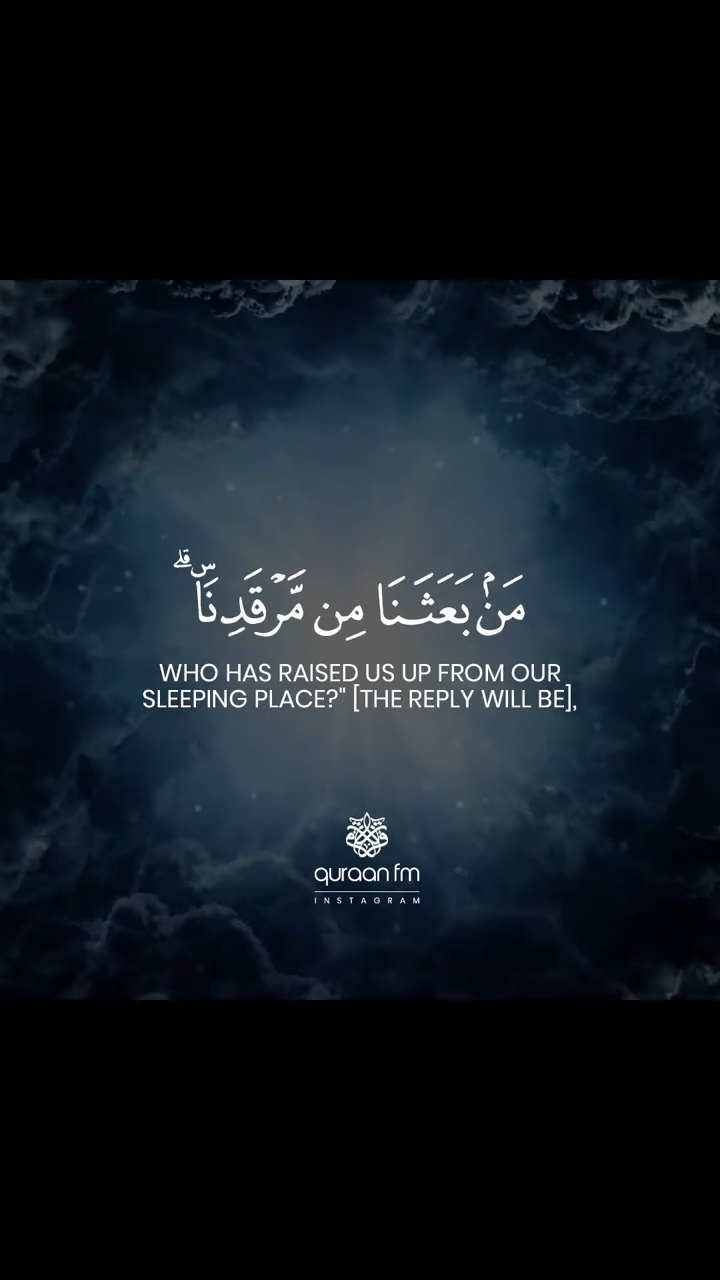 مَنۢ بَعَثَنَا مِن مَّرْقَدِنَاۜۗ
WHO HAS RAISED US UP FROM OUR
SLEEPING PLACE?" [THE REPLY WILL BE],
quraan fm
INSTAGRAM